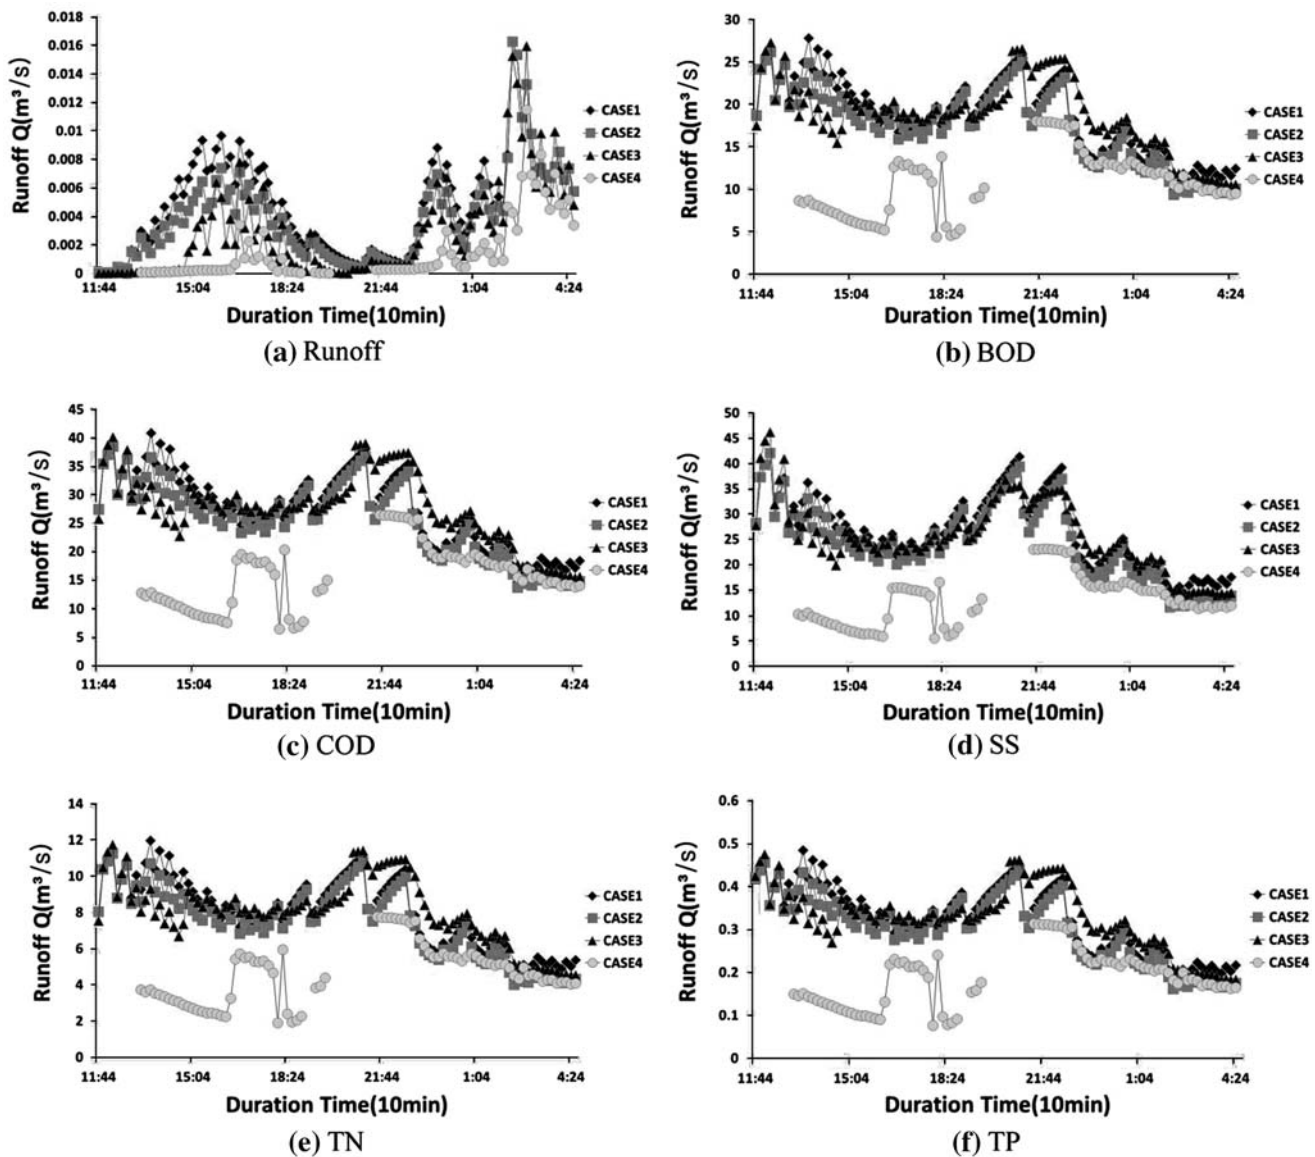 0.018
0.016
0.014
0.012
0.01
0.008
0.006
0.004
0.002
0
Runoff Q(m³/s)
11:44 15:04 18:24 21:44 1:04 4:24
Duration Time(10min)
CASE1
CASE2
CASE3
CASE4
(a) Runoff
30
25
20
15
10
5
0
Runoff Q(m³/s)
11:44 15:04 18:24 21:44 1:04 4:24
Duration Time(10min)
CASE1
CASE2
CASE3
CASE4
(b) BOD
45
40
35
30
25
20
15
10
5
0
Runoff Q(m³/s)
11:44 15:04 18:24 21:44 1:04 4:24
Duration Time(10min)
CASE1
CASE2
CASE3
CASE4
(c) COD
50
45
40
35
30
25
20
15
10
5
0
Runoff Q(m³/s)
11:44 15:04 18:24 21:44 1:04 4:24
Duration Time(10min)
CASE1
CASE2
CASE3
CASE4
(d) SS
14
12
10
8
6
4
2
0
Runoff Q(m³/s)
11:44 15:04 18:24 21:44 1:04 4:24
Duration Time(10min)
CASE1
CASE2
CASE3
CASE4
(e) TN
0.6
0.5
0.4
0.3
0.2
0.1
0
Runoff Q(m³/s)
11:44 15:04 18:24 21:44 1:04 4:24
Duration Time(10min)
CASE1
CASE2
CASE3
CASE4
(f) TP